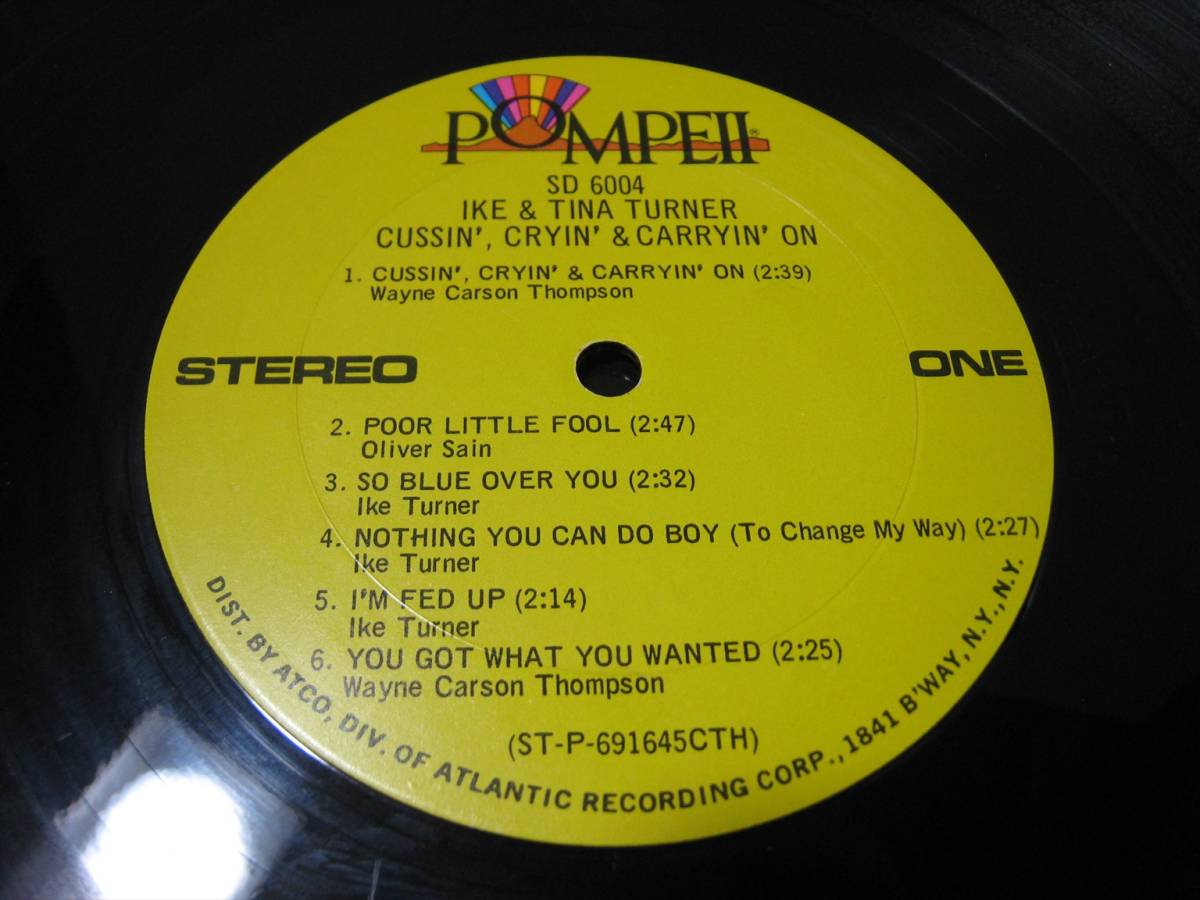 POMPEII®
SD 6004
IKE & TINA TURNER
CUSSIN', CRYIN' & CARRYIN' ON
1. CUSSIN', CRYIN' & CARRYIN' ON (2:39)
Wayne Carson Thompson
STEREO
ONE
2. POOR LITTLE FOOL (2:47)
Oliver Sain
3. SO BLUE OVER YOU (2:32)
Ike Turner
4. NOTHING YOU CAN DO BOY (To Change My Way) (2:27)
Ike Turner
5. I'M FED UP (2:14)
Ike Turner
6. YOU GOT WHAT YOU WANTED (2:25)
Wayne Carson Thompson
(ST-P-691645CTH)
DIST. BY ATCO, DIV. OF ATLANTIC RECORDING CORP., 1841 B'WAY, N.Y., N.Y.